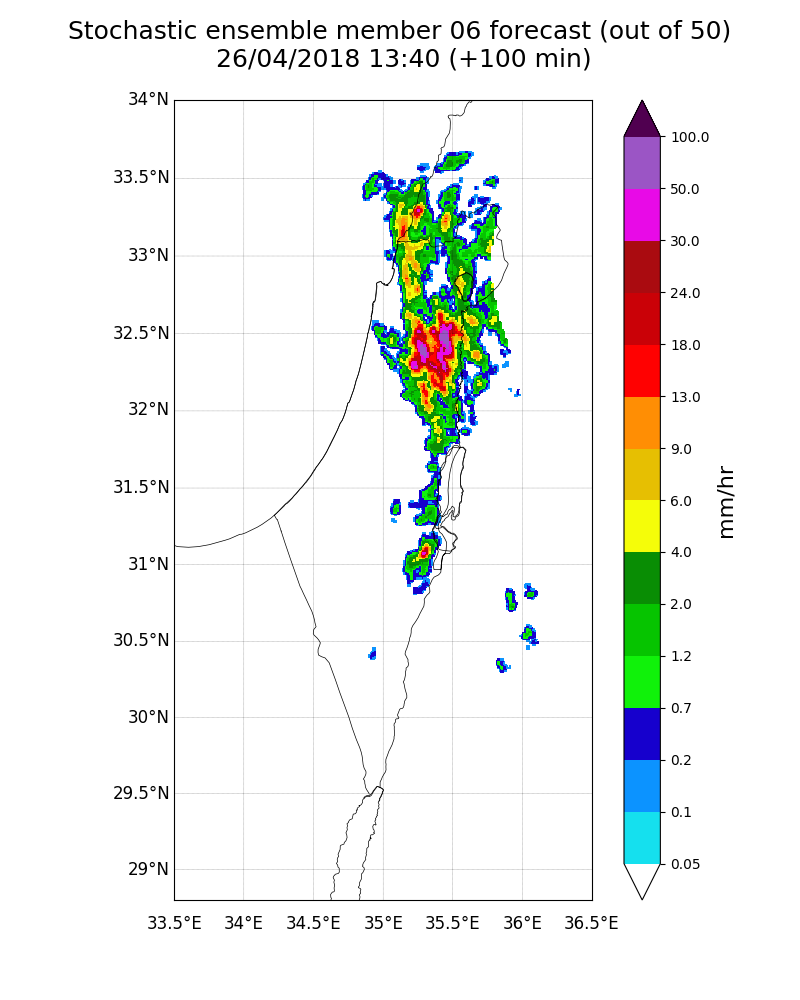 Stochastic ensemble member 06 forecast (out of 50)
26/04/2018 13:40 (+100 min)
34°N
33.5°N
33°N
32.5°N
32°N
31.5°N
31°N
30.5°N
30°N
29.5°N
29°N
33.5°E 34°E 34.5°E 35°E 35.5°E 36°E 36.5°E
100.0
50.0
30.0
24.0
18.0
13.0
9.0
6.0
4.0
2.0
1.2
0.7
0.2
0.1
0.05
mm/hr